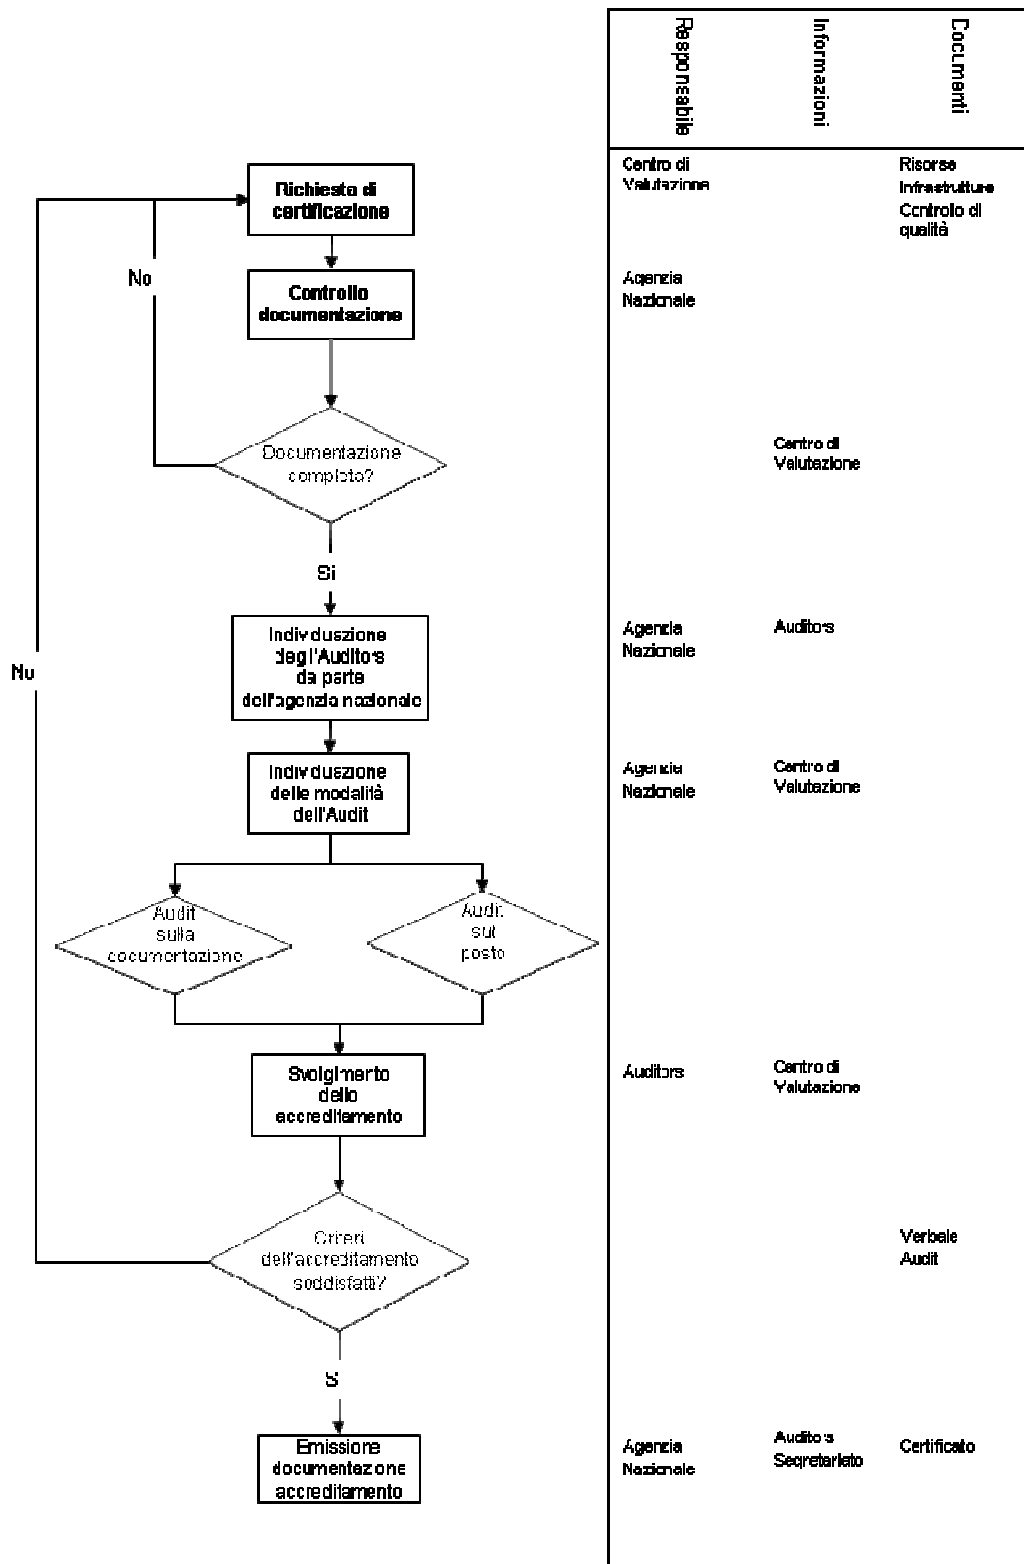 Responsabile
Informazioni
Documenti
Richiesta di
certificazione
Centro di
Valutazione
Risorse
Infrastrutture
Controllo di
qualità
No
Controllo
documentazione
Agenzia
Nazionale
Documentazione
completa?
Centro di
Valutazione
Si
Individuazione
degl'Auditors
da parte
dell'agenzia nazionale
Agenzia
Nazionale
Auditors
No
Individuazione
delle modalità
dell'Audit
Agenzia
Nazionale
Centro di
Valutazione
Audit
sulla
documentazione
Audit
sul
posto
Svolgimento
dello
accreditamento
Auditors
Centro di
Valutazione
Criteri
dell'accreditamento
soddisfatti?
Verbale
Audit
Si
Emissione
documentazione
accreditamento
Agenzia
Nazionale
Auditors
Segretariato
Certificato